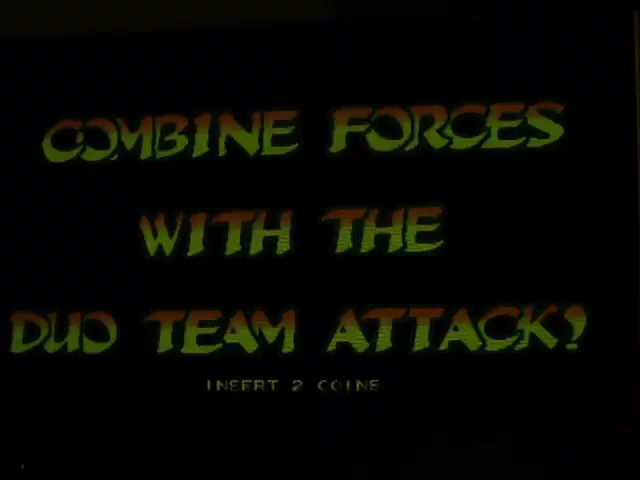 COMBINE FORCES
WITH THE
DUO TEAM ATTACK!
INSERT 2 COINS